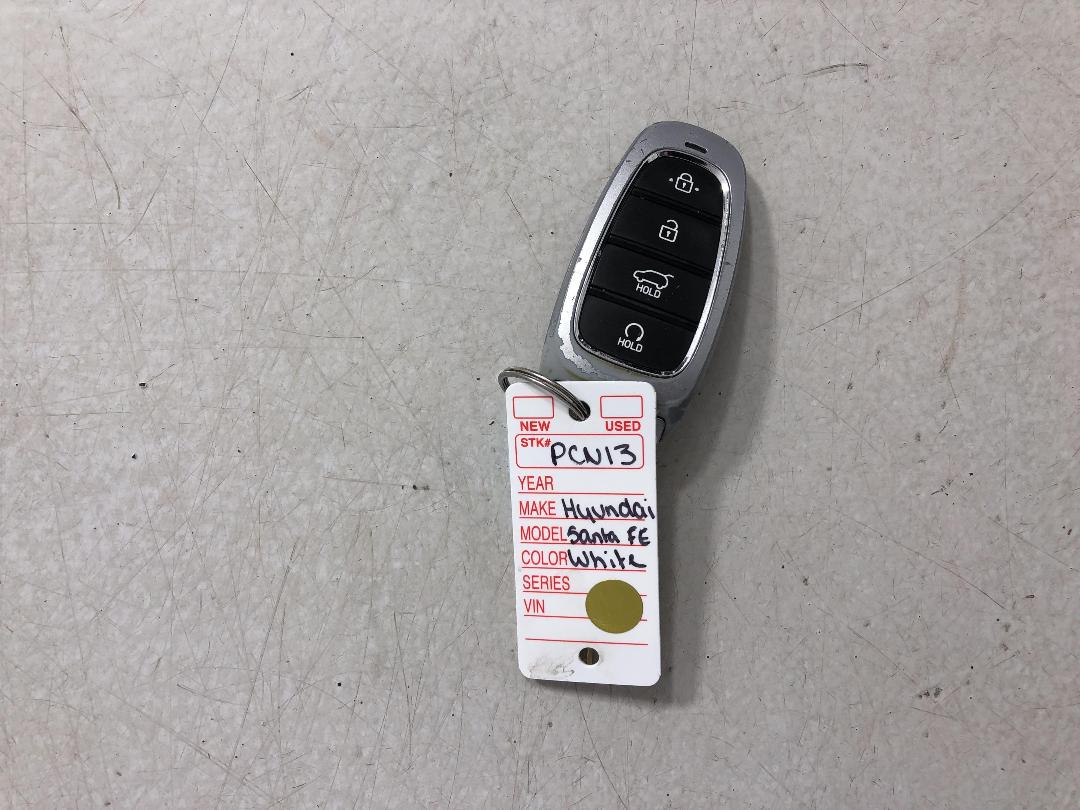 HOLD
HOLD
NEW USED
STK# PCN13
YEAR
MAKE Hyundai
MODEL Santa FE
COLOR White
SERIES
VIN